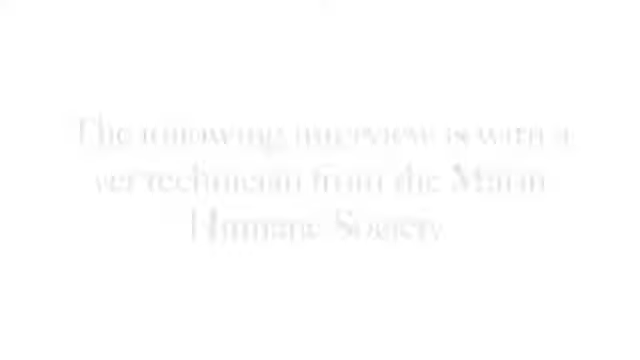 The following interview is with a
vet technician from the Marin
Humane Society